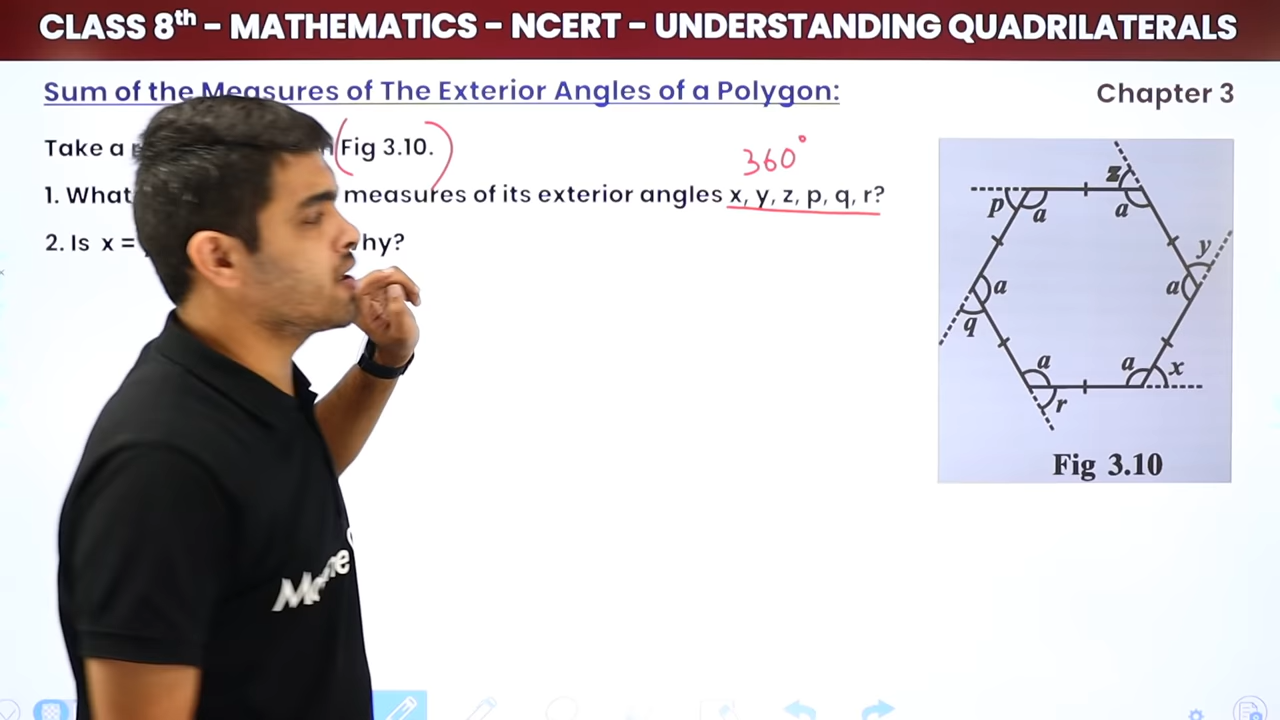 CLASS 8th – MATHEMATICS – NCERT – UNDERSTANDING QUADRILATERALS
Sum of the Measures of The Exterior Angles of a Polygon:
Chapter 3
Take a Fig 3.10.
360°
1. What measures of its exterior angles x, y, z, p, q, r?
2. Is x = hy?
z
p a a
y
a a
q
a a x
r
Fig 3.10